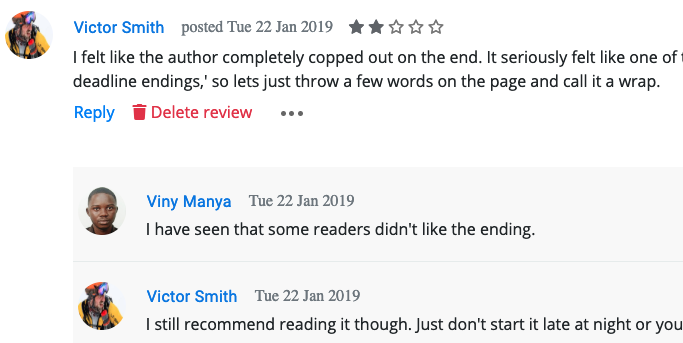 Victor Smith posted Tue 22 Jan 2019
I felt like the author completely copped out on the end. It seriously felt like one of
deadline endings,' so lets just throw a few words on the page and call it a wrap.
Reply Delete review •••
Viny Manya Tue 22 Jan 2019
I have seen that some readers didn't like the ending.
Victor Smith Tue 22 Jan 2019
I still recommend reading it though. Just don't start it late at night or you